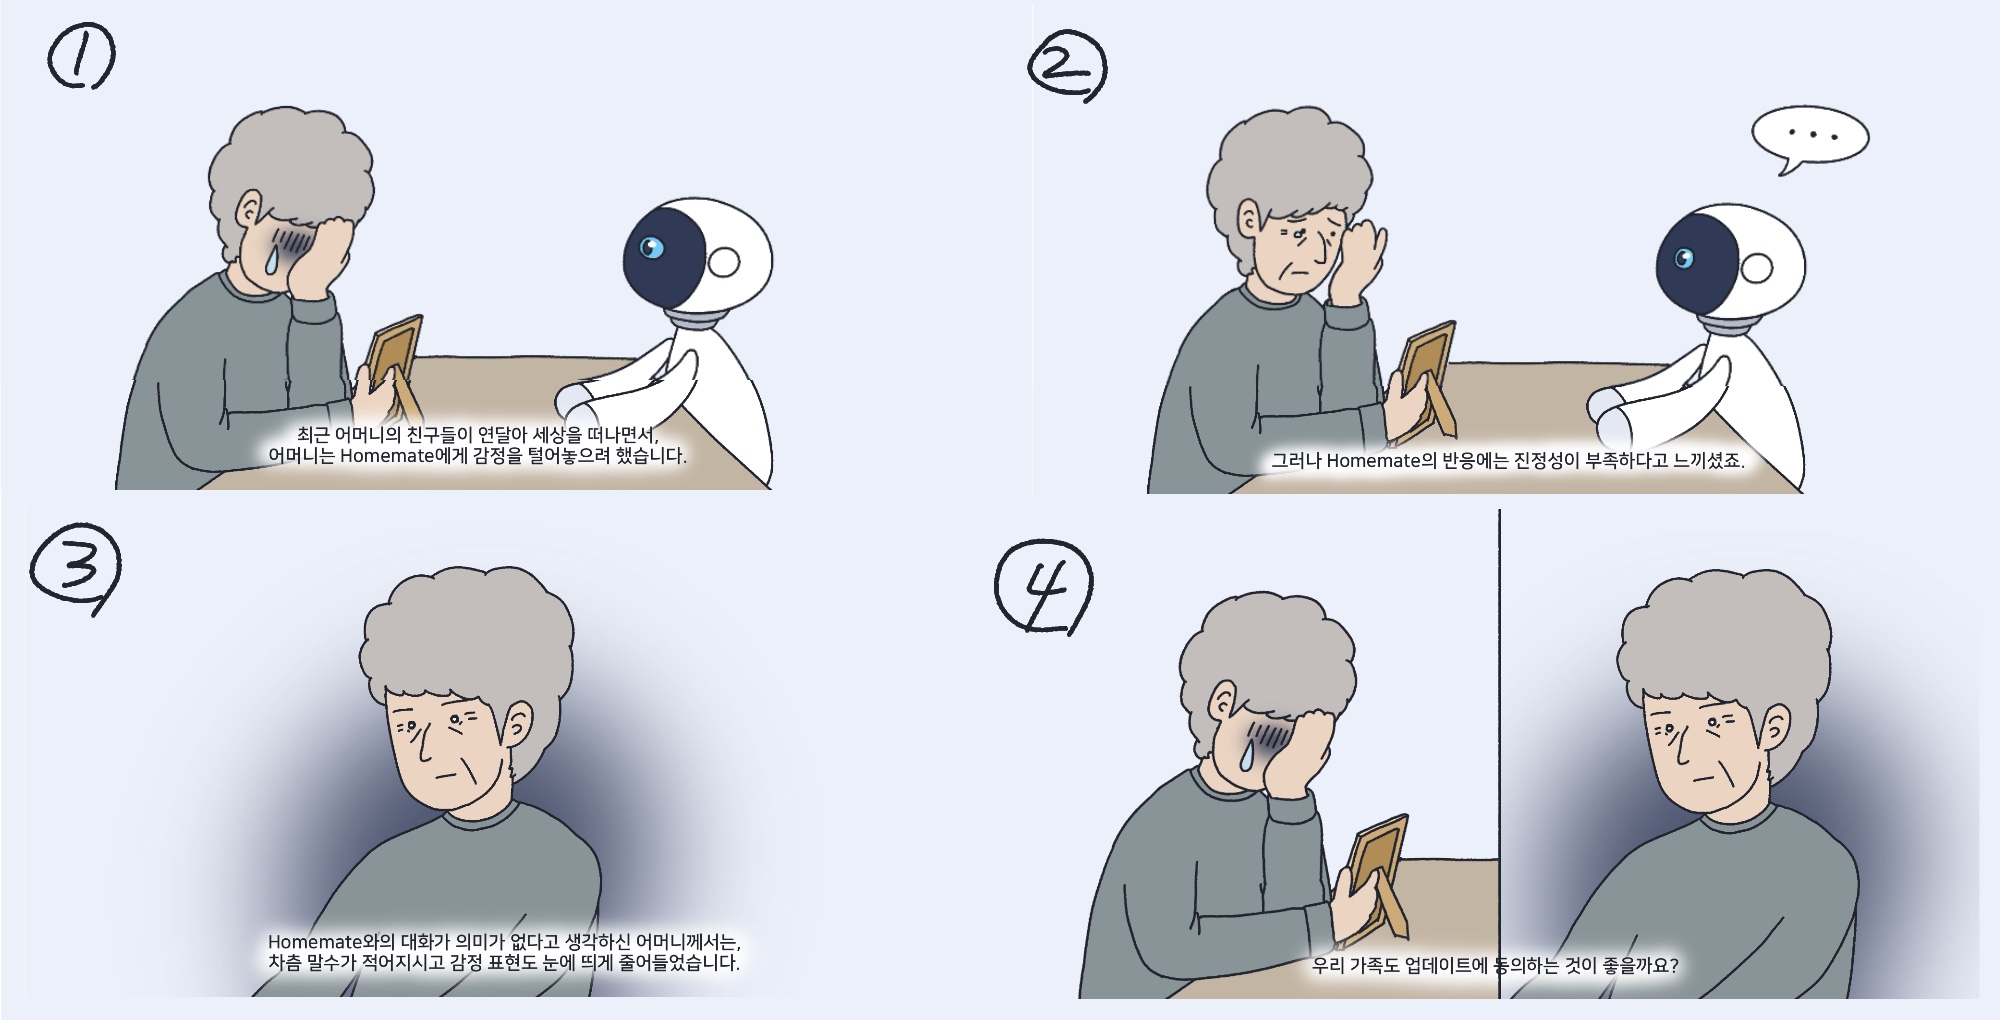 ①
최근 어머니의 친구들이 연달아 세상을 떠나면서,
어머니는 Homemate에게 감정을 털어놓으려 했습니다.
②
...
그러나 Homemate의 반응에는 진정성이 부족하다고 느끼셨죠.
③
Homemate와의 대화가 의미가 없다고 생각하신 어머니께서는,
차츰 말수가 적어지시고 감정 표현도 눈에 띄게 줄어들었습니다.
④
우리 가족도 업데이트에 동의하는 것이 좋을까요?